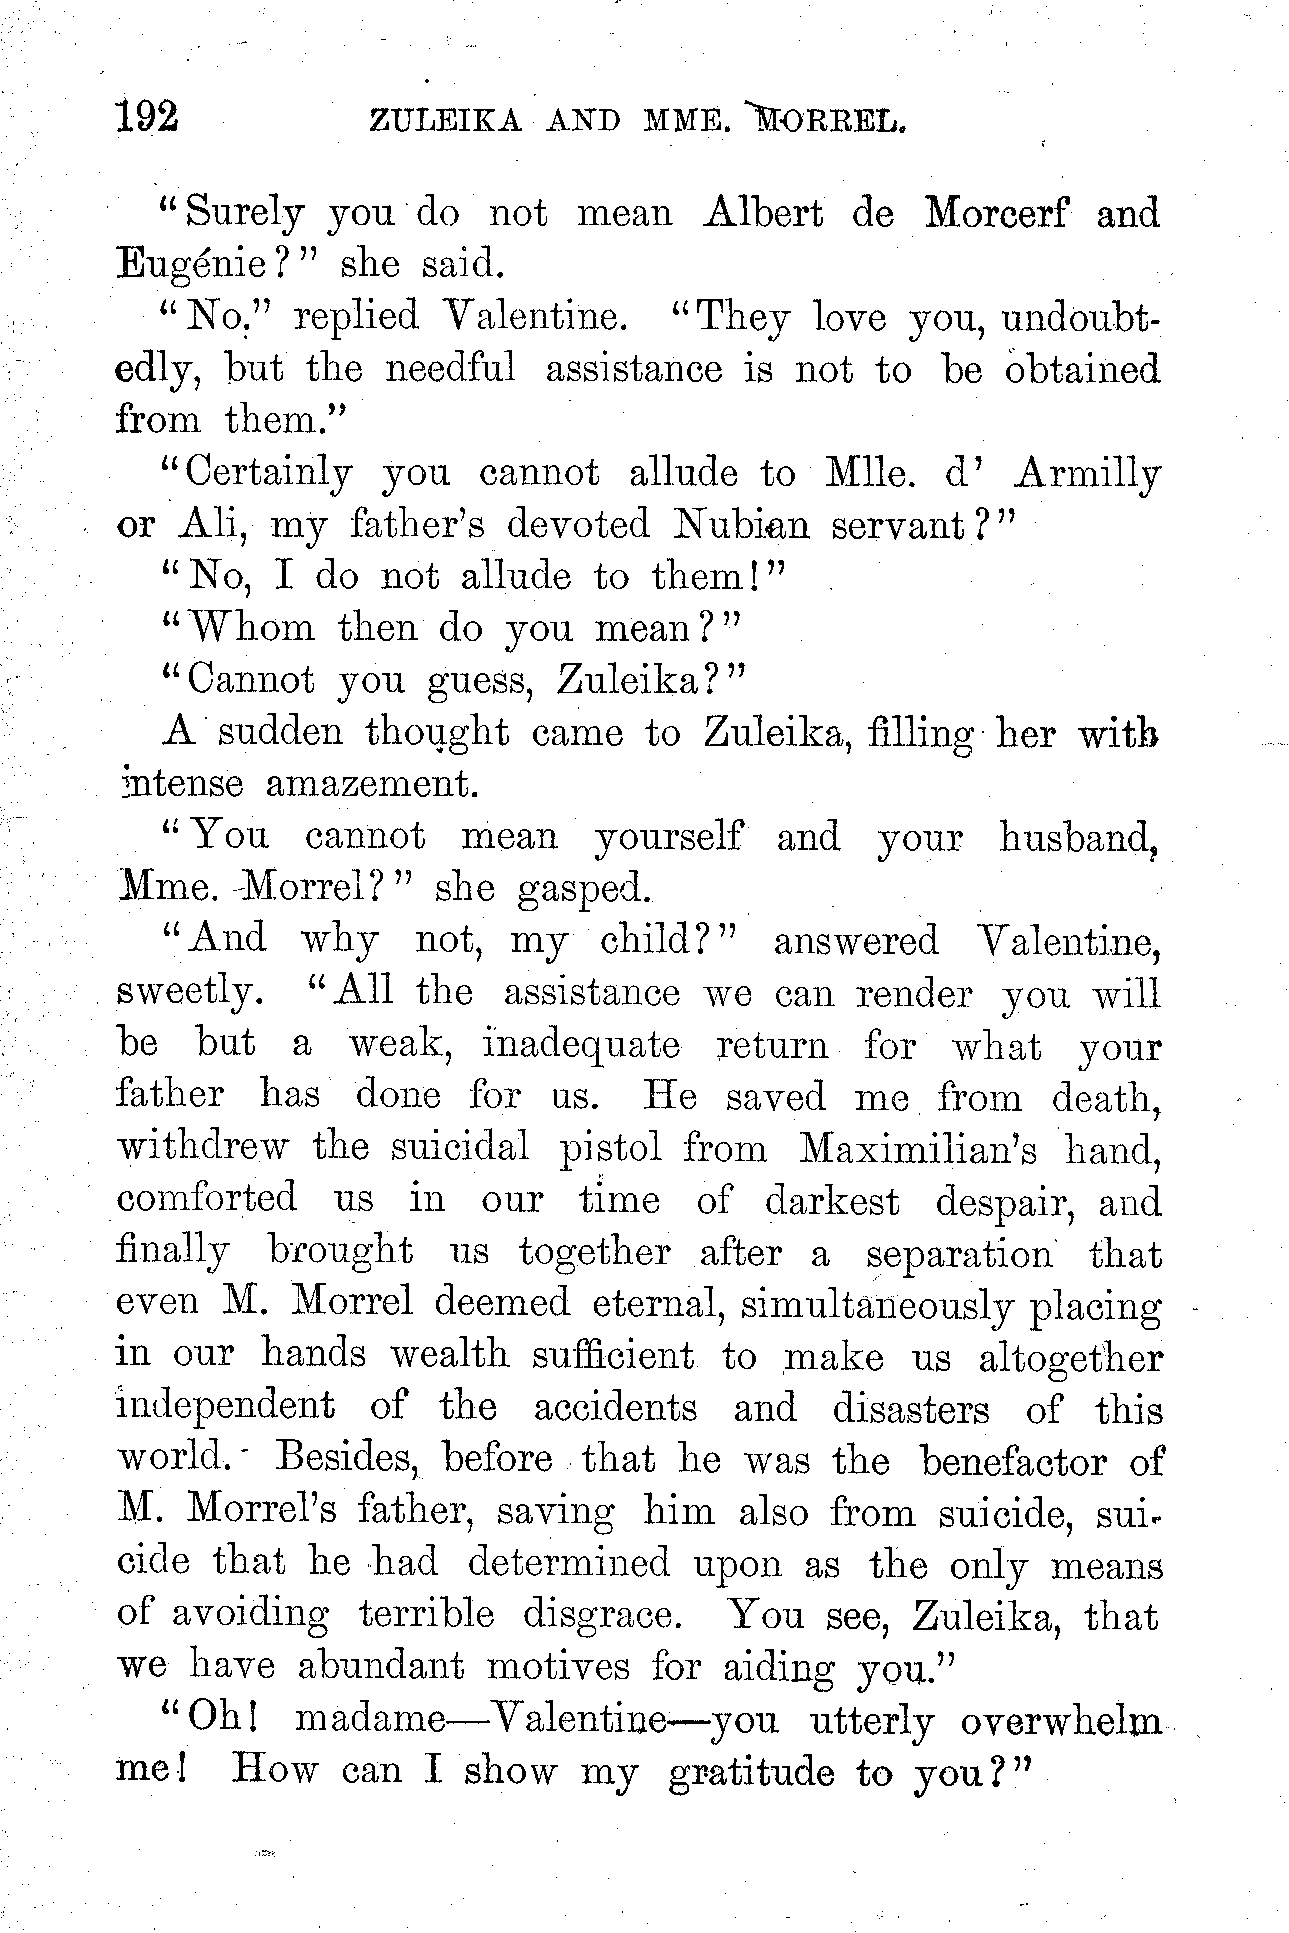 192 ZULEIKA AND MME. MORREL.
“Surely you do not mean Albert de Morcerf and
Eugénie?” she said.
“No,” replied Valentine. “They love you, undoubt-
edly, but the needful assistance is not to be obtained
from them.”
“Certainly you cannot allude to Mlle. d’ Armilly
or Ali, my father’s devoted Nubian servant?”
“No, I do not allude to them!”
“Whom then do you mean?”
“Cannot you guess, Zuleika?”
A sudden thought came to Zuleika, filling her with
intense amazement.
“You cannot mean yourself and your husband,
Mme. Morrel?” she gasped.
“And why not, my child?” answered Valentine,
sweetly. “All the assistance we can render you will
be but a weak, inadequate return for what your
father has done for us. He saved me from death,
withdrew the suicidal pistol from Maximilian’s hand,
comforted us in our time of darkest despair, and
finally brought us together after a separation that
even M. Morrel deemed eternal, simultaneously placing
in our hands wealth sufficient to make us altogether
independent of the accidents and disasters of this
world. Besides, before that he was the benefactor of
M. Morrel’s father, saving him also from suicide, sui-
cide that he had determined upon as the only means
of avoiding terrible disgrace. You see, Zuleika, that
we have abundant motives for aiding you.”
“Oh! madame—Valentine—you utterly overwhelm
me! How can I show my gratitude to you?”